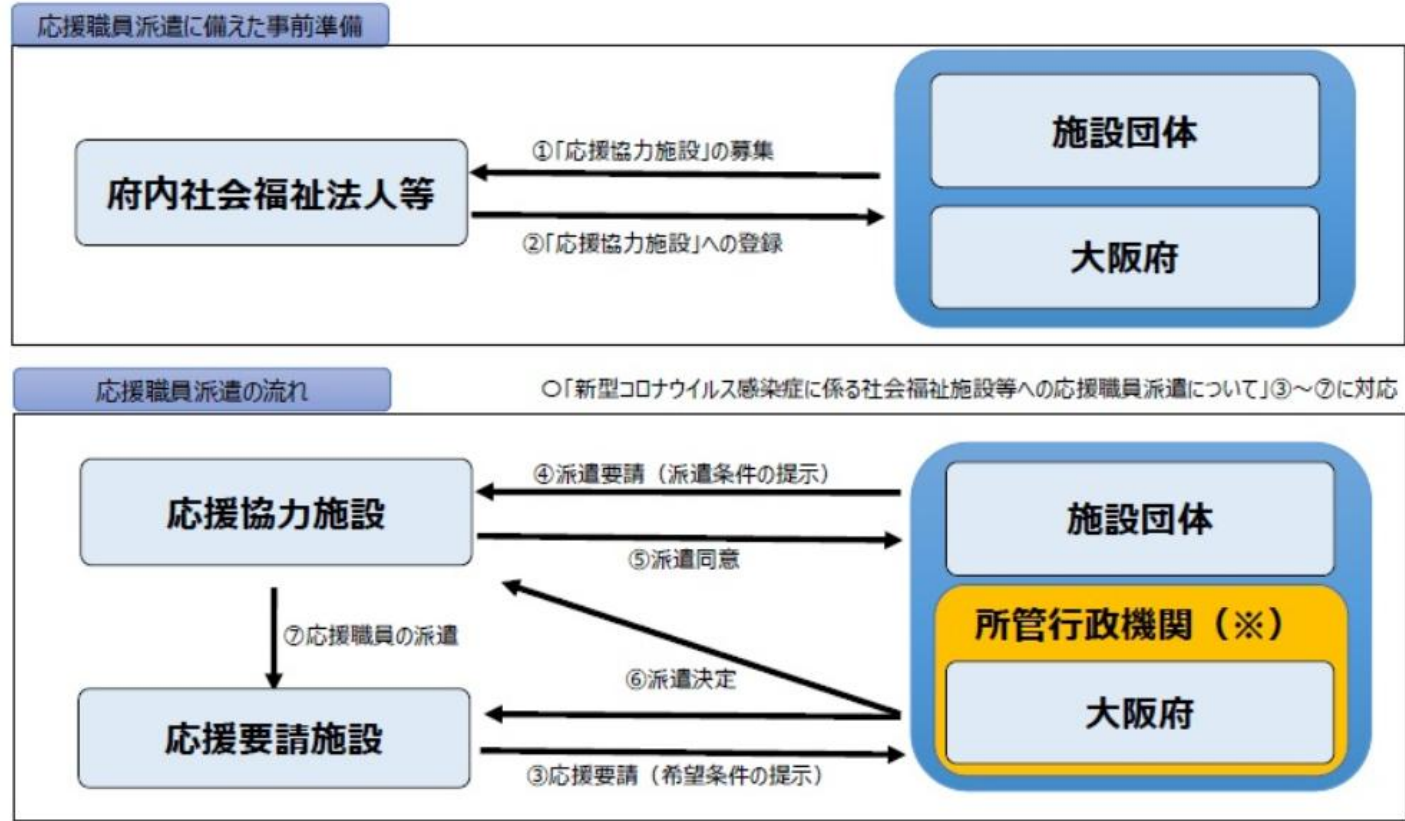 応援職員派遣に備えた事前準備
府内社会福祉法人等
①「応援協力施設」の募集
②「応援協力施設」への登録
施設団体
大阪府
応援職員派遣の流れ
○「新型コロナウイルス感染症に係る社会福祉施設等への応援職員派遣について」③～⑦に対応
応援協力施設
④派遣要請（派遣条件の提示）
⑤派遣同意
施設団体
所管行政機関（※）
大阪府
⑦応援職員の派遣
⑥派遣決定
応援要請施設
③応援要請（希望条件の提示）